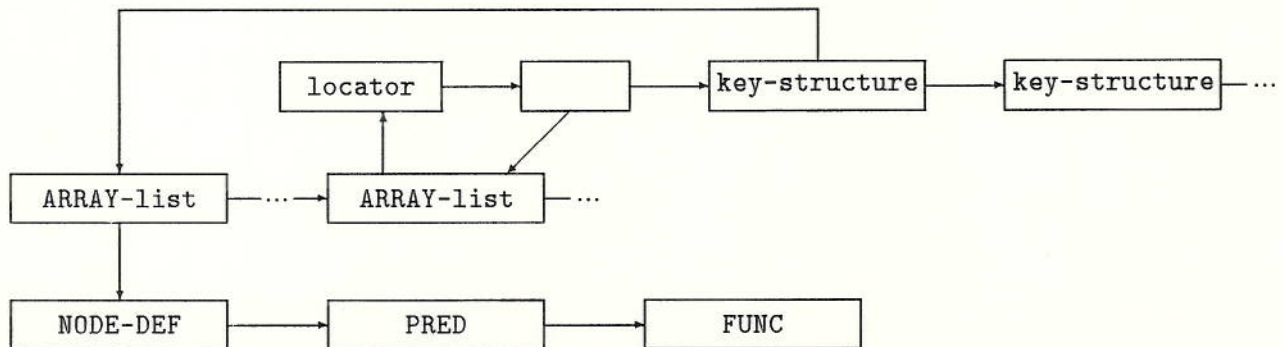 locator key-structure key-structure ...
ARRAY-list ... ARRAY-list ...
NODE-DEF PRED FUNC